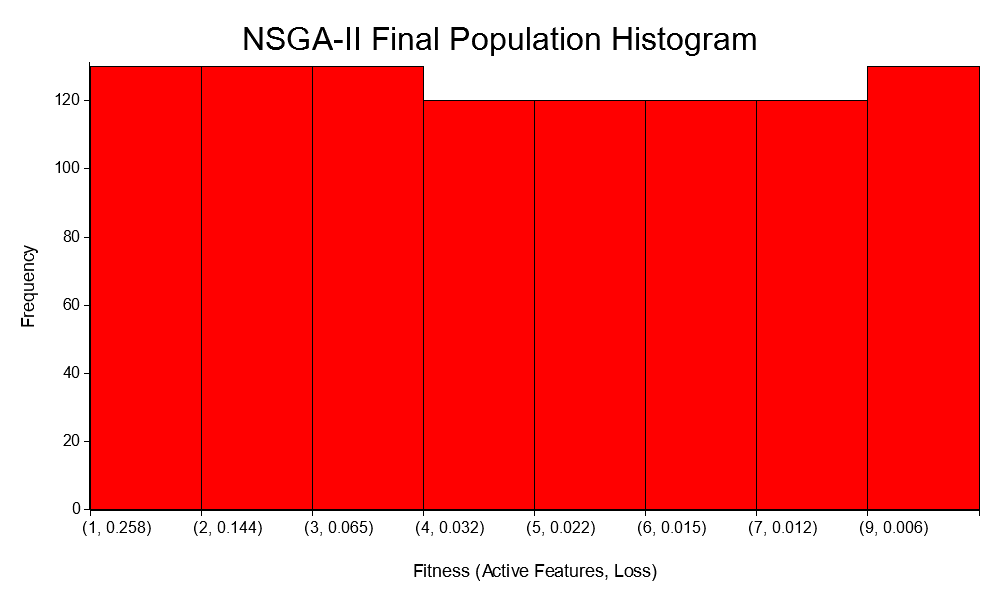 NSGA-II Final Population Histogram
120
100
80
60
40
20
0
Frequency
(1, 0.258) (2, 0.144) (3, 0.065) (4, 0.032) (5, 0.022) (6, 0.015) (7, 0.012) (9, 0.006)
Fitness (Active Features, Loss)